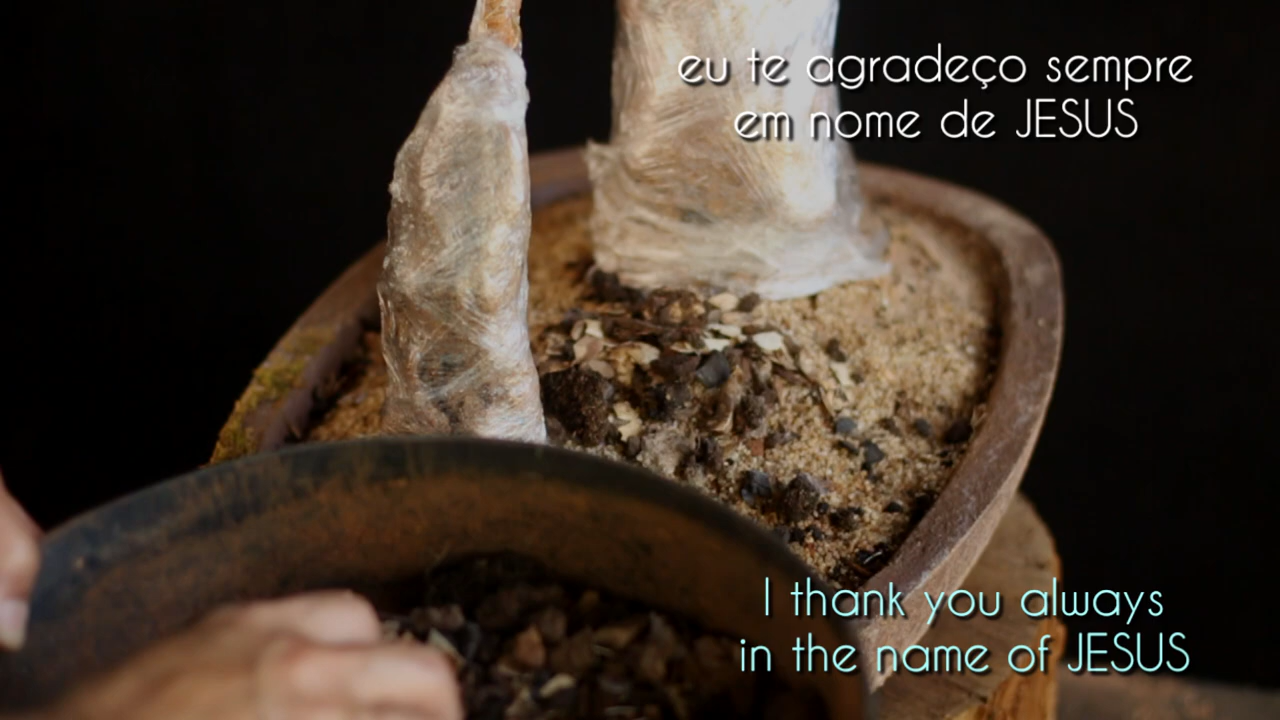 eu te agradeço sempre
em nome de JESUS
I thank you always
in the name of JESUS